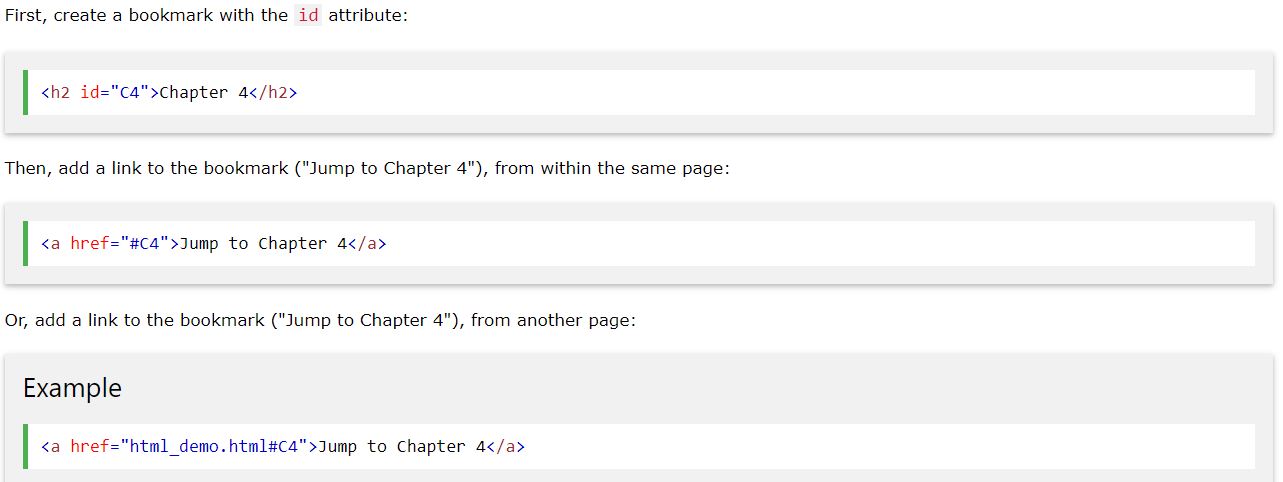 First, create a bookmark with the id attribute:
<h2 id="C4">Chapter 4</h2>
Then, add a link to the bookmark ("Jump to Chapter 4"), from within the same page:
<a href="#C4">Jump to Chapter 4</a>
Or, add a link to the bookmark ("Jump to Chapter 4"), from another page:
Example
<a href="html_demo.html#C4">Jump to Chapter 4</a>